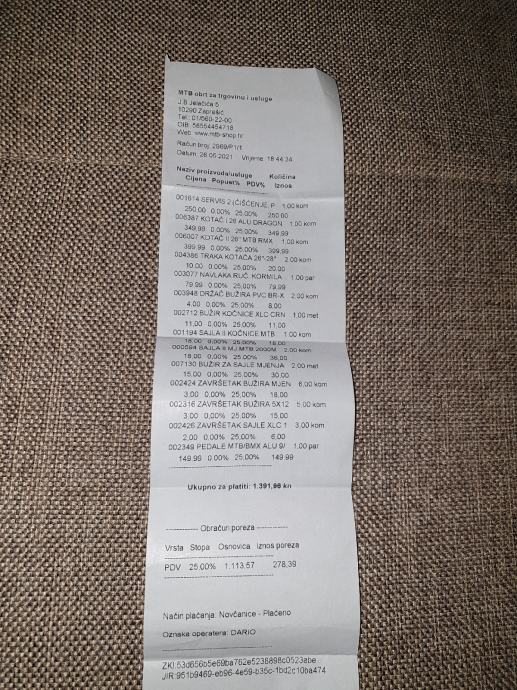 MTB obrt za trgovinu i usluge
J B Jelačića 5
10290 Zaprešić
Tel.: 01/560-22-00
OIB: 56554454718
Web: www.mtb-shop.hr
Račun broj: 2969/P1/1
Datum: 26.05.2021 Vrijeme: 18:44:34
Naziv proizvoda/usluge Količina
Cijena Popust% PDV% Iznos
001614 SERVIS 2 (ČIŠĆENJE, P 1,00 kom
250,00 0,00% 25,00% 250,00
006387 KOTAČ I 26 ALU DRAGON 1,00 kom
349,99 0,00% 25,00% 349,99
006007 KOTAČ II 26" MTB RMX 1,00 kom
399,99 0,00% 25,00% 399,99
004386 TRAKA KOTAČA 26"-28" 2,00 kom
10,00 0,00% 25,00% 20,00
003077 NAVLAKA RUČ. KORMILA 1,00 par
79,99 0,00% 25,00% 79,99
003948 DRŽAČ BUŽIRA PVC BR-X 2,00 kom
4,00 0,00% 25,00% 8,00
002712 BUŽIR KOČNICE XLC CRN 1,00 met
11,00 0,00% 25,00% 11,00
001194 SAJLA II KOČNICE MTB 1,00 kom
18,00 0,00% 25,00% 18,00
000594 SAJLA II MJ MTB 2000M 2,00 kom
18,00 0,00% 25,00% 36,00
007130 BUŽIR ZA SAJLE MJENJA 2,00 met
15,00 0,00% 25,00% 30,00
002424 ZAVRŠETAK BUŽIRA MJEN 6,00 kom
3,00 0,00% 25,00% 18,00
002316 ZAVRŠETAK BUŽIRA 5X12 5,00 kom
3,00 0,00% 25,00% 15,00
002426 ZAVRŠETAK SAJLE XLC 1 3,00 kom
2,00 0,00% 25,00% 6,00
002349 PEDALE MTB/BMX ALU 9/ 1,00 par
149,99 0,00% 25,00% 149,99
Ukupno za platiti: 1.391,96 kn
Obračun poreza
Vrsta Stopa Osnovica Iznos poreza
PDV 25,00% 1.113,57 278,39
Način plaćanja: Novčanice - Plaćeno
Oznaka operatera: DARIO
ZKI:53d656b5e69ba762e5238898c0523abe
JIR:951b9469-eb96-4e59-b35c-1bd2c10ba474